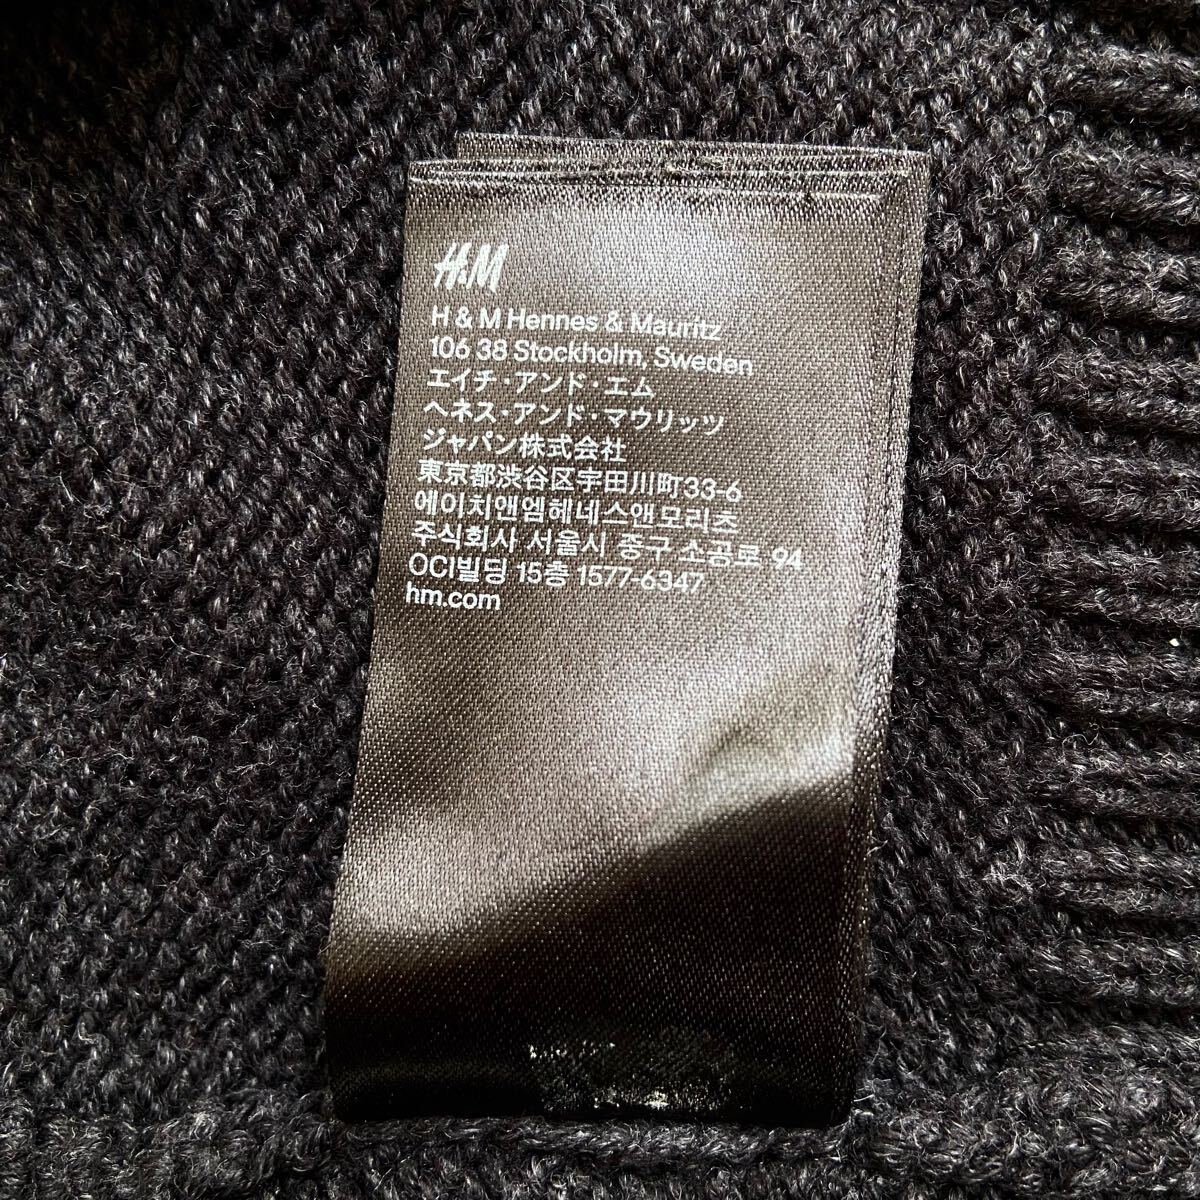 H&M
H & M Hennes & Mauritz
106 38 Stockholm, Sweden
エイチ・アンド・エム
ヘネス・アンド・マウリッツ
ジャパン株式会社
東京都渋谷区宇田川町33-6
에이치앤엠헤네스앤모리츠
주식회사 서울시 중구 소공로 94
OCI빌딩 15층 1577-6347
hm.com